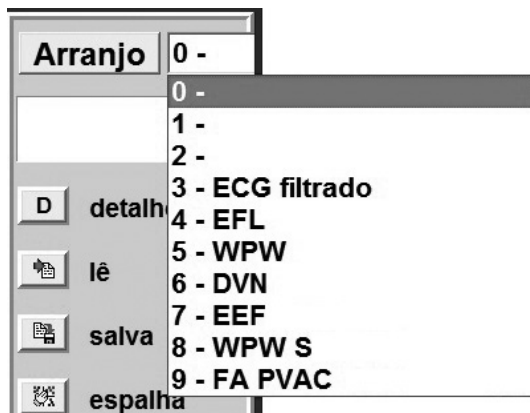 Arranjo 0 -
0 -
1 -
2 -
3 - ECG filtrado
4 - EFL
5 - WPW
6 - DVN
7 - EEF
8 - WPW S
9 - FA PVAC
D detalh
lê
salva
espalha